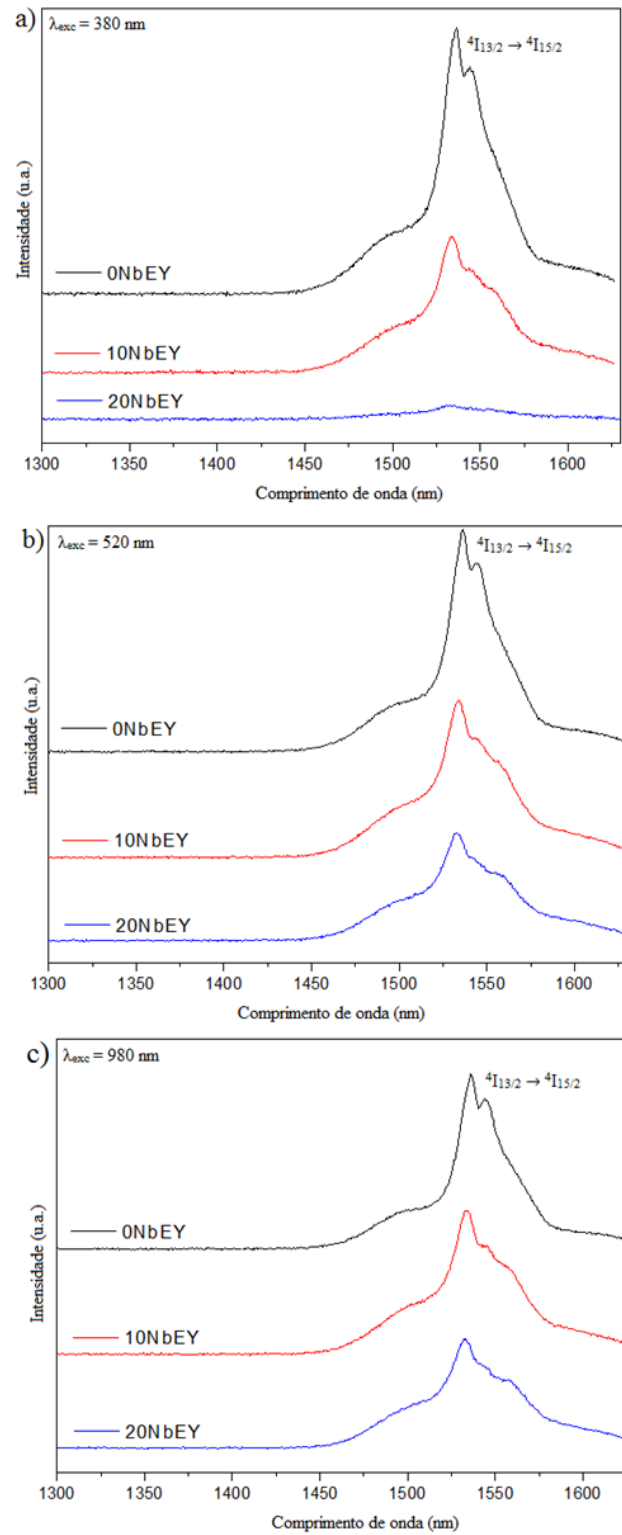 a)
λexc = 380 nm
⁴I13/2 → ⁴I15/2
Intensidade (u.a.)
0NbEY
10NbEY
20NbEY
1300 1350 1400 1450 1500 1550 1600
Comprimento de onda (nm)
b)
λexc = 520 nm
⁴I13/2 → ⁴I15/2
Intensidade (u.a.)
0NbEY
10NbEY
20NbEY
1300 1350 1400 1450 1500 1550 1600
Comprimento de onda (nm)
c)
λexc = 980 nm
⁴I13/2 → ⁴I15/2
Intensidade (u.a.)
0NbEY
10NbEY
20NbEY
1300 1350 1400 1450 1500 1550 1600
Comprimento de onda (nm)